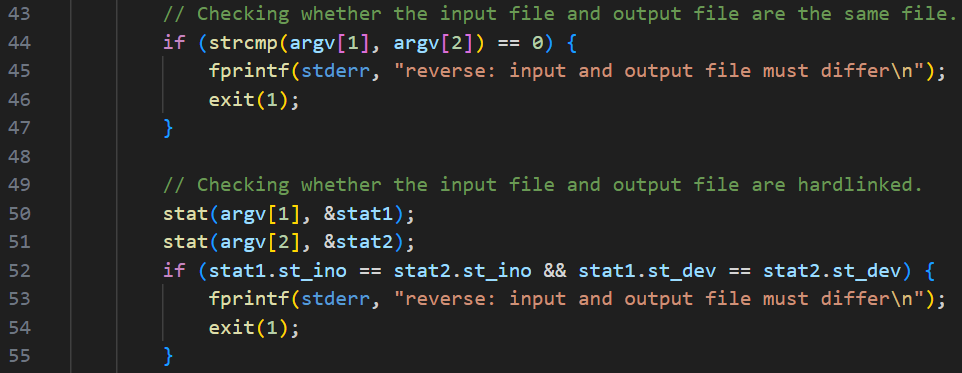 43 // Checking whether the input file and output file are the same file.
44 if (strcmp(argv[1], argv[2]) == 0) {
45 fprintf(stderr, "reverse: input and output file must differ\n");
46 exit(1);
47 }
48
49 // Checking whether the input file and output file are hardlinked.
50 stat(argv[1], &stat1);
51 stat(argv[2], &stat2);
52 if (stat1.st_ino == stat2.st_ino && stat1.st_dev == stat2.st_dev) {
53 fprintf(stderr, "reverse: input and output file must differ\n");
54 exit(1);
55 }